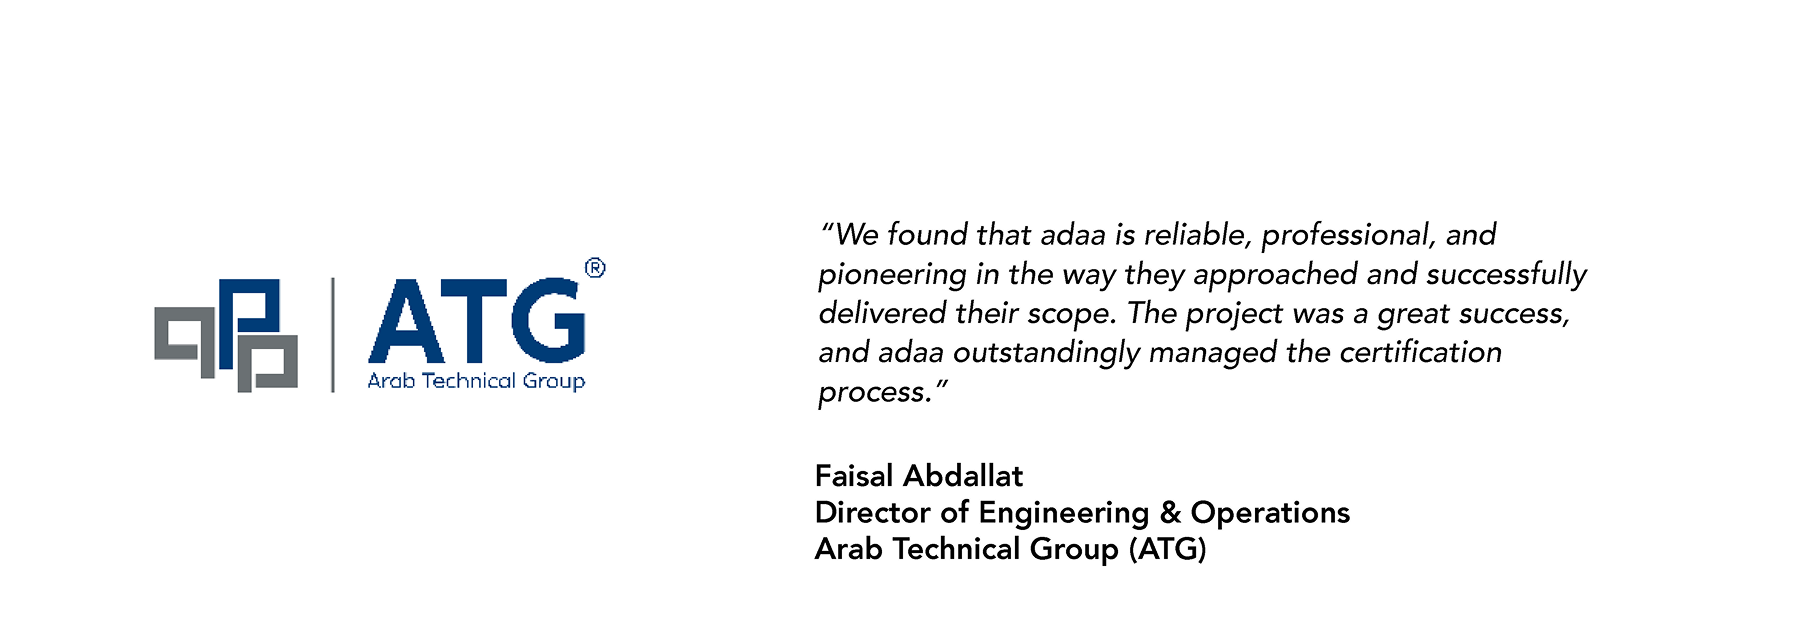 ATG®
Arab Technical Group
“We found that adaa is reliable, professional, and
pioneering in the way they approached and successfully
delivered their scope. The project was a great success,
and adaa outstandingly managed the certification
process.”
Faisal Abdallat
Director of Engineering & Operations
Arab Technical Group (ATG)